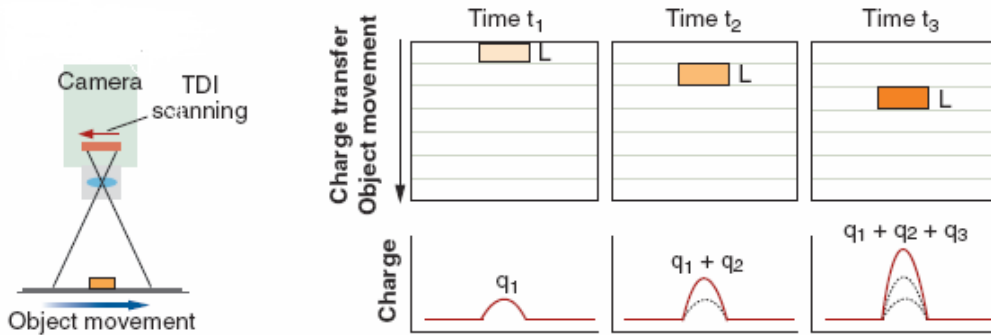 Camera
TDI
scanning
Object movement
Charge transfer
Object movement
Time t₁
L
Time t₂
L
Time t₃
L
Charge
q₁
q₁ + q₂
q₁ + q₂ + q₃